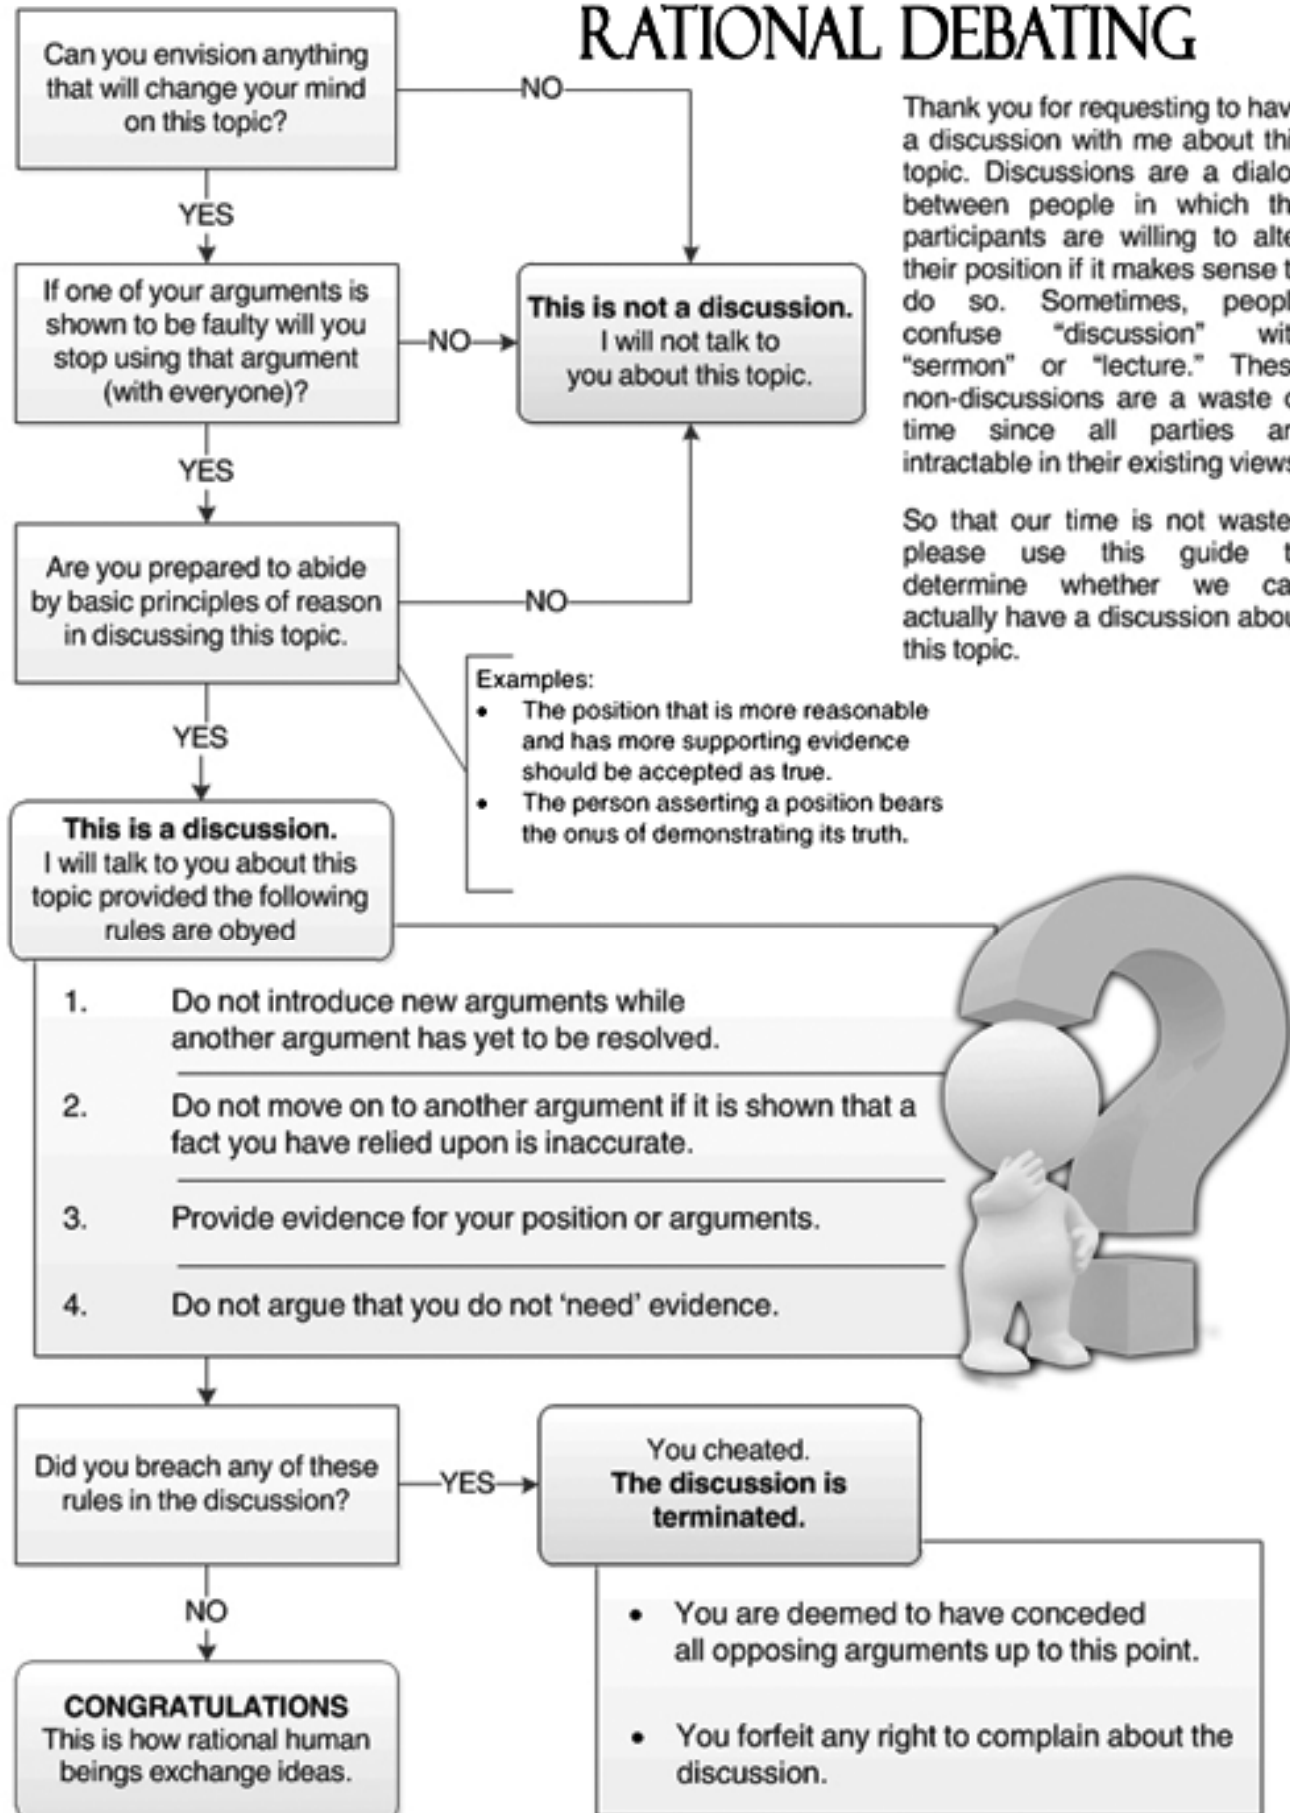 RATIONAL DEBATING
Can you envision anything
that will change your mind
on this topic?
NO
YES
Thank you for requesting to hav
a discussion with me about thi
topic. Discussions are a dialo
between people in which th
participants are willing to alte
their position if it makes sense t
do so. Sometimes, peopl
confuse “discussion” wit
“sermon” or “lecture.” Thes
non-discussions are a waste
time since all parties ar
intractable in their existing views
So that our time is not waste
please use this guide t
determine whether we ca
actually have a discussion abou
this topic.
If one of your arguments is
shown to be faulty will you
stop using that argument
(with everyone)?
NO
This is not a discussion.
I will not talk to
you about this topic.
YES
Are you prepared to abide
by basic principles of reason
in discussing this topic.
NO
Examples:
• The position that is more reasonable
and has more supporting evidence
should be accepted as true.
• The person asserting a position bears
the onus of demonstrating its truth.
YES
This is a discussion.
I will talk to you about this
topic provided the following
rules are obyed
1. Do not introduce new arguments while
another argument has yet to be resolved.
2. Do not move on to another argument if it is shown that a
fact you have relied upon is inaccurate.
3. Provide evidence for your position or arguments.
4. Do not argue that you do not ‘need’ evidence.
Did you breach any of these
rules in the discussion?
YES
You cheated.
The discussion is
terminated.
• You are deemed to have conceded
all opposing arguments up to this point.
• You forfeit any right to complain about the
discussion.
NO
CONGRATULATIONS
This is how rational human
beings exchange ideas.